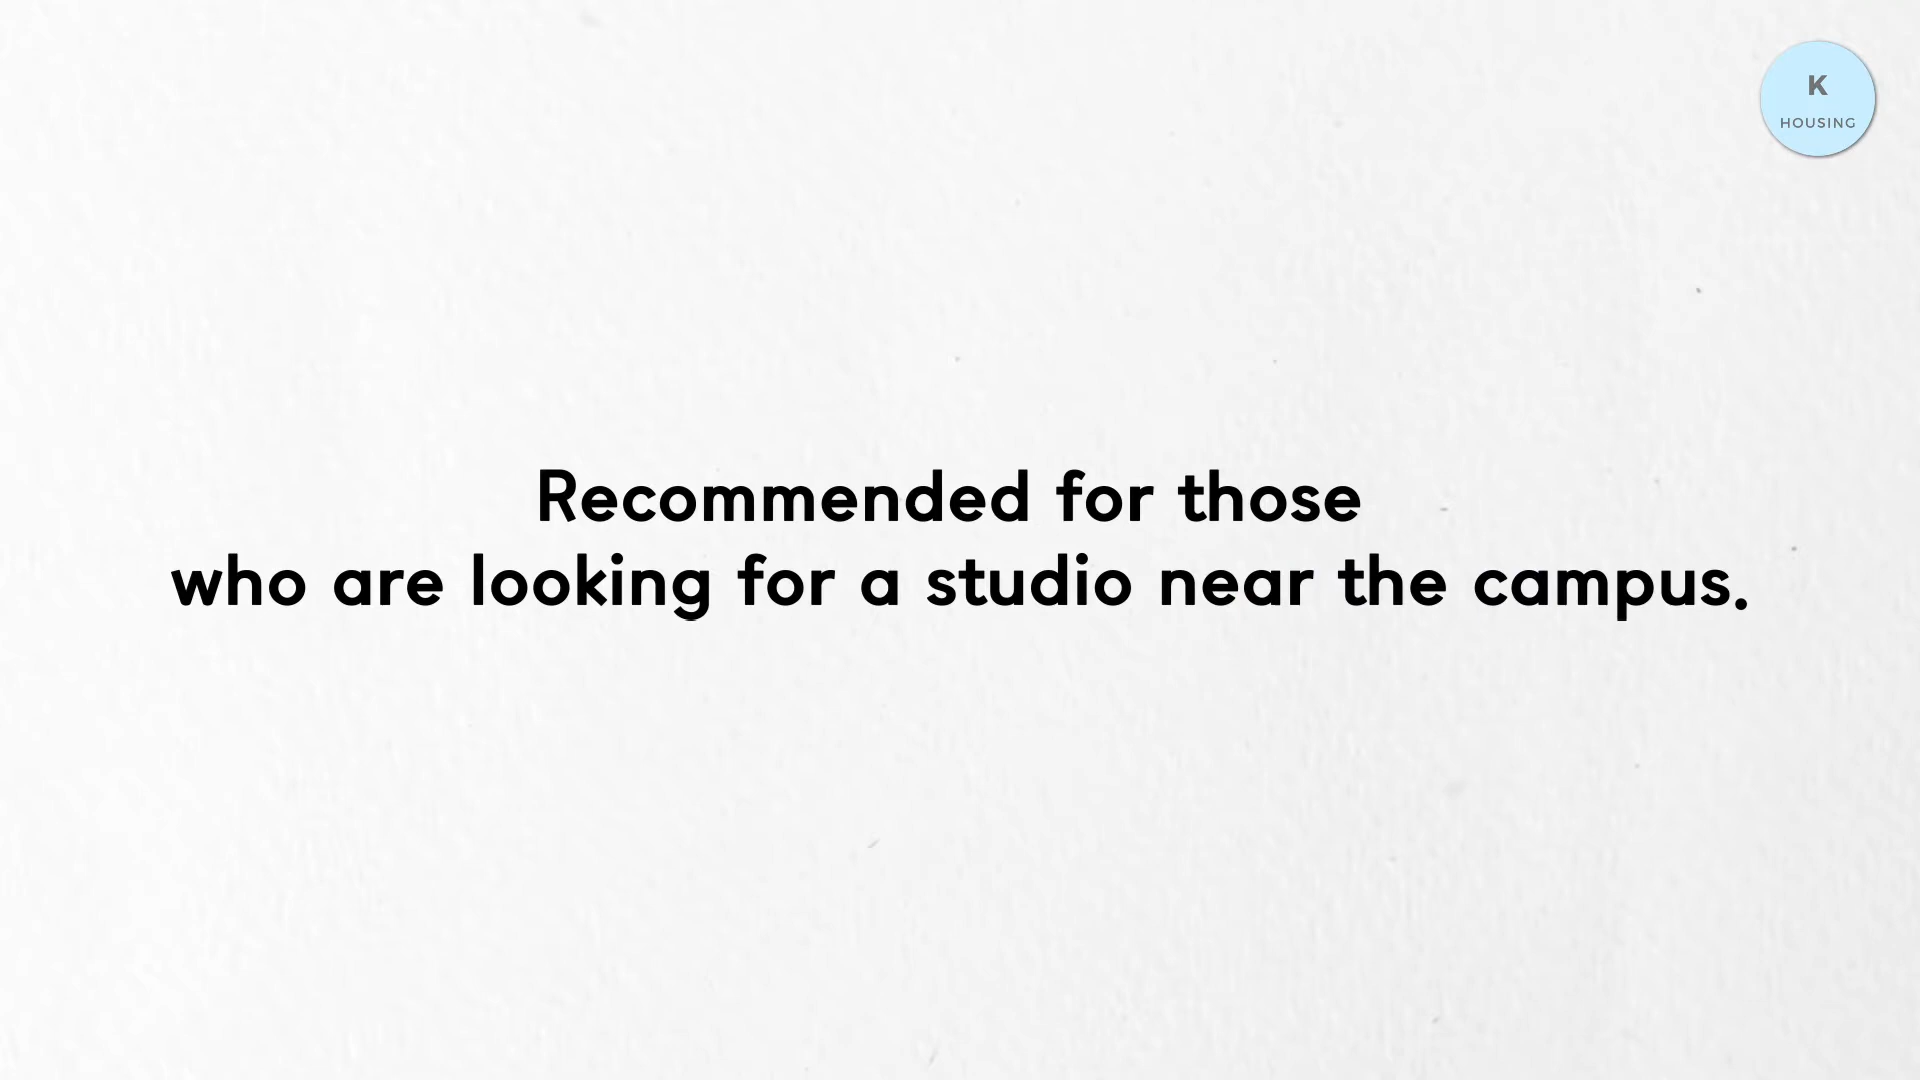 K
HOUSING
Recommended for those
who are looking for a studio near the campus.